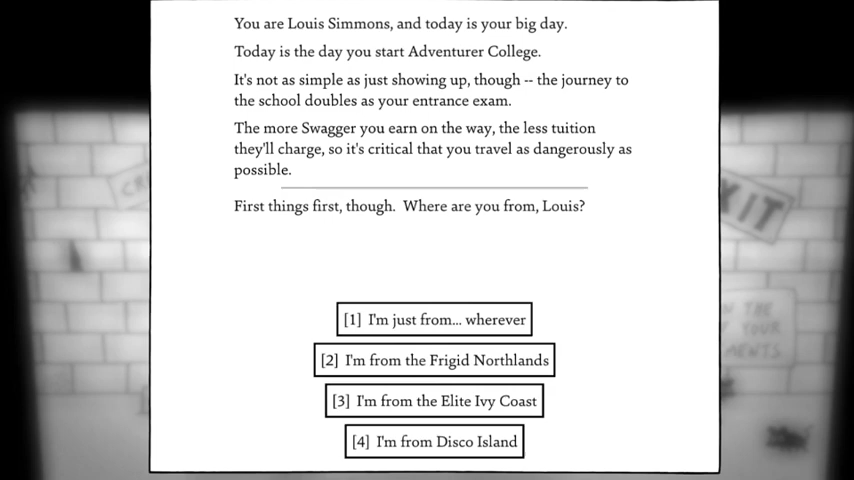 You are Louis Simmons, and today is your big day.
Today is the day you start Adventurer College.
It's not as simple as just showing up, though -- the journey to
the school doubles as your entrance exam.
The more Swagger you earn on the way, the less tuition
they'll charge, so it's critical that you travel as dangerously as
possible.
First things first, though. Where are you from, Louis?
[1] I'm just from... wherever
[2] I'm from the Frigid Northlands
[3] I'm from the Elite Ivy Coast
[4] I'm from Disco Island
XIT
THE
YOUR